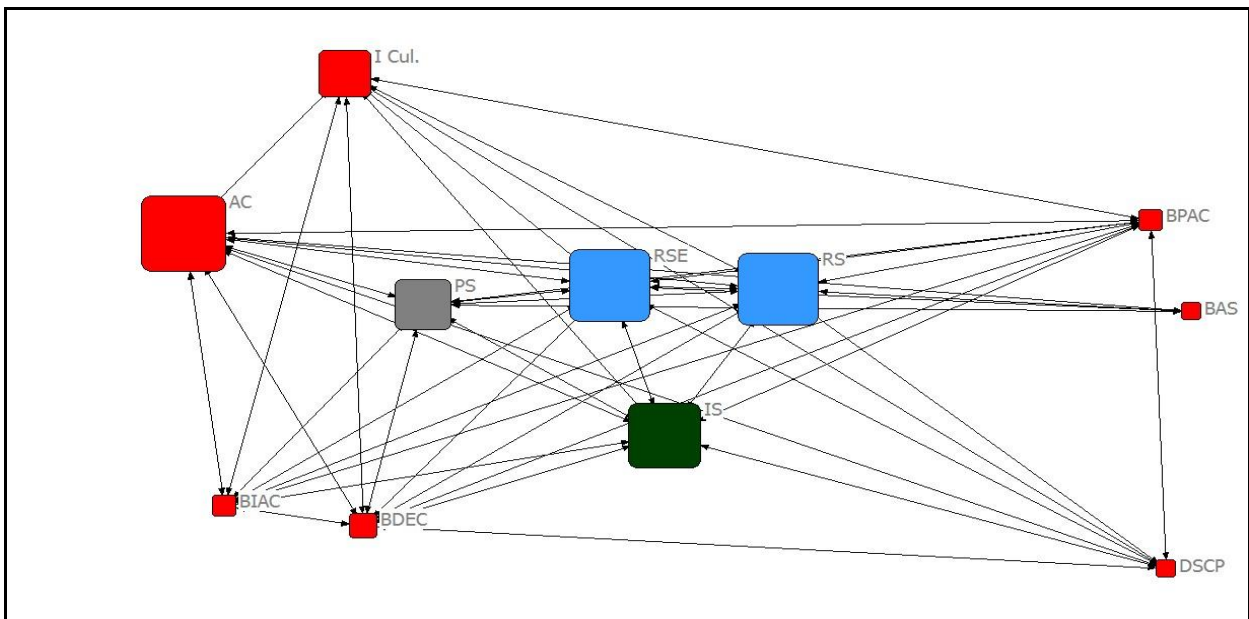 I Cul.
AC
BPAC
RSE
RS
PS
BAS
IS
BIAC
BDEC
DSCP